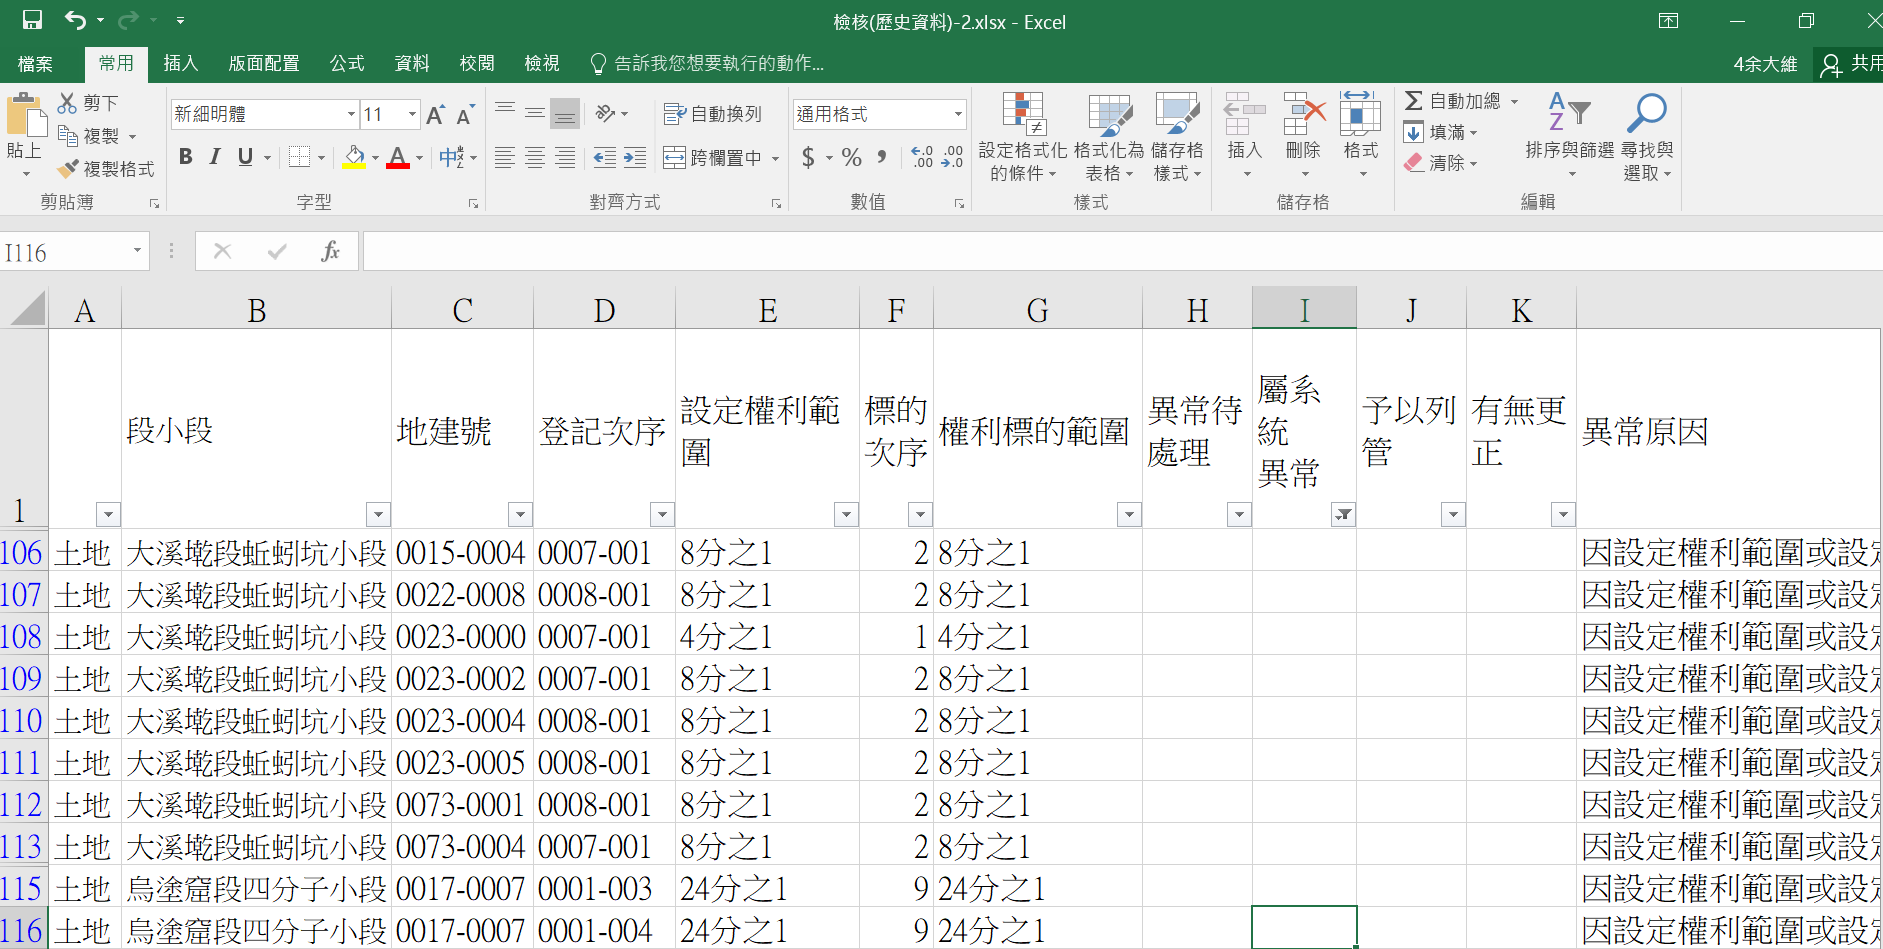 檢核(歷史資料)-2.xlsx - Excel
檔案 常用 插入 版面配置 公式 資料 校閱 檢視 告訴我您想要執行的動作... 4余大維 共用
貼上 剪下 複製 複製格式 剪貼簿
新細明體 11 A A B I U A 中 字型
自動換列 跨欄置中 對齊方式
通用格式 $ % 數值
設定格式化的條件 格式化為表格 儲存格樣式 樣式
插入 刪除 格式 儲存格
自動加總 填滿 清除 排序與篩選 尋找與選取 編輯
I116 fx
A B C D E F G H I J K
1 段小段 地建號 登記次序 設定權利範圍 標的次序 權利標的範圍 異常待處理 屬系統異常 予以列管 有無更正 異常原因
106 土地 大溪墘段蚯蚓坑小段 0015-0004 0007-001 8分之1 2 8分之1 因設定權利範圍或設定
107 土地 大溪墘段蚯蚓坑小段 0022-0008 0008-001 8分之1 2 8分之1 因設定權利範圍或設定
108 土地 大溪墘段蚯蚓坑小段 0023-0000 0007-001 4分之1 1 4分之1 因設定權利範圍或設定
109 土地 大溪墘段蚯蚓坑小段 0023-0002 0007-001 8分之1 2 8分之1 因設定權利範圍或設定
110 土地 大溪墘段蚯蚓坑小段 0023-0004 0008-001 8分之1 2 8分之1 因設定權利範圍或設定
111 土地 大溪墘段蚯蚓坑小段 0023-0005 0008-001 8分之1 2 8分之1 因設定權利範圍或設定
112 土地 大溪墘段蚯蚓坑小段 0073-0001 0008-001 8分之1 2 8分之1 因設定權利範圍或設定
113 土地 大溪墘段蚯蚓坑小段 0073-0004 0007-001 8分之1 2 8分之1 因設定權利範圍或設定
115 土地 烏塗窟段四分子小段 0017-0007 0001-003 24分之1 9 24分之1 因設定權利範圍或設定
116 土地 烏塗窟段四分子小段 0017-0007 0001-004 24分之1 9 24分之1 因設定權利範圍或設定